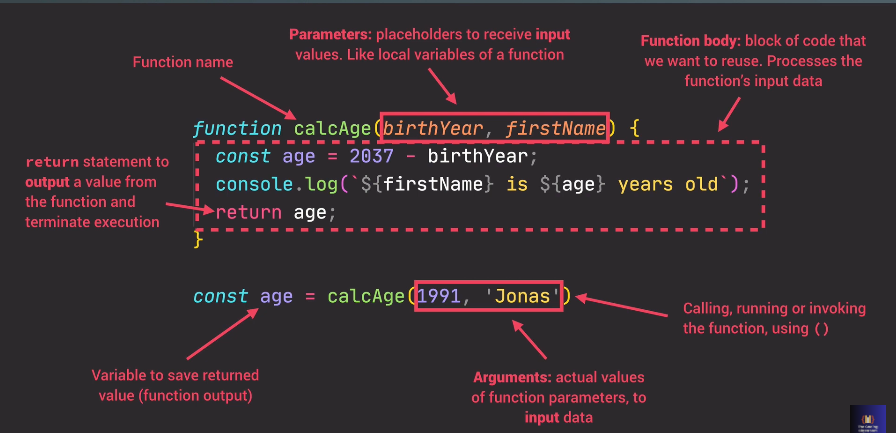 Function name
Parameters: placeholders to receive input
values. Like local variables of a function
Function body: block of code that
we want to reuse. Processes the
function's input data
function calcAge(birthYear, firstName) {
const age = 2037 - birthYear;
console.log(`${firstName} is ${age} years old`);
return age;
}
return statement to
output a value from
the function and
terminate execution
const age = calcAge(1991, 'Jonas')
Calling, running or invoking
the function, using ()
Variable to save returned
value (function output)
Arguments: actual values
of function parameters, to
input data